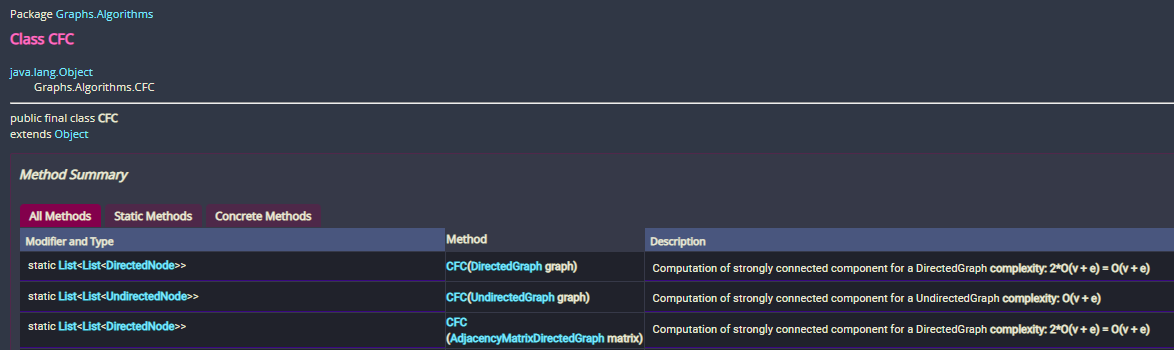 Package Graphs.Algorithms
Class CFC
java.lang.Object
Graphs.Algorithms.CFC
public final class CFC
extends Object
Method Summary
All Methods Static Methods Concrete Methods
Modifier and Type Method Description
static List<List<DirectedNode>> CFC(DirectedGraph graph) Computation of strongly connected component for a DirectedGraph complexity: 2*O(v + e) = O(v + e)
static List<List<UndirectedNode>> CFC(UndirectedGraph graph) Computation of strongly connected component for a UndirectedGraph complexity: O(v + e)
static List<List<DirectedNode>> CFC
(AdjacencyMatrixDirectedGraph matrix) Computation of strongly connected component for a DirectedGraph complexity: 2*O(v + e) = O(v + e)